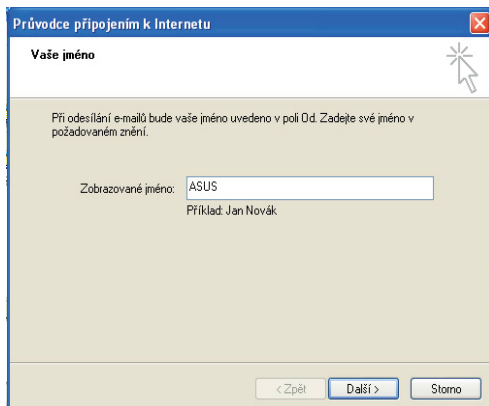 Průvodce připojením k Internetu
Vaše jméno
Při odesílání e-mailů bude vaše jméno uvedeno v poli Od. Zadejte své jméno v
požadovaném znění.
Zobrazované jméno: ASUS
Příklad: Jan Novák
< Zpět Další > Storno